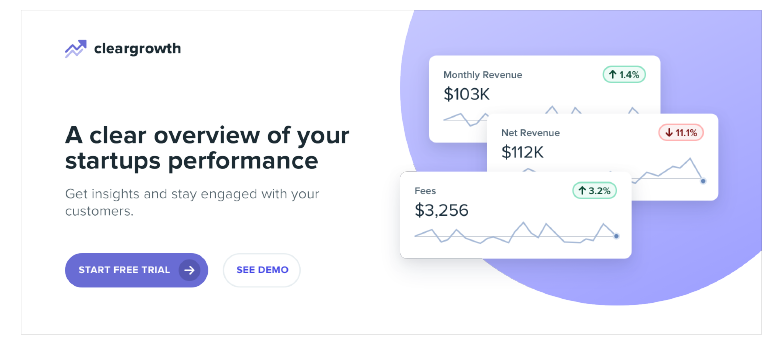 cleargrowth
A clear overview of your
startups performance
Get insights and stay engaged with your
customers.
START FREE TRIAL
SEE DEMO
Monthly Revenue
1.4%
$103K
Net Revenue
11.1%
$112K
Fees
3.2%
$3,256